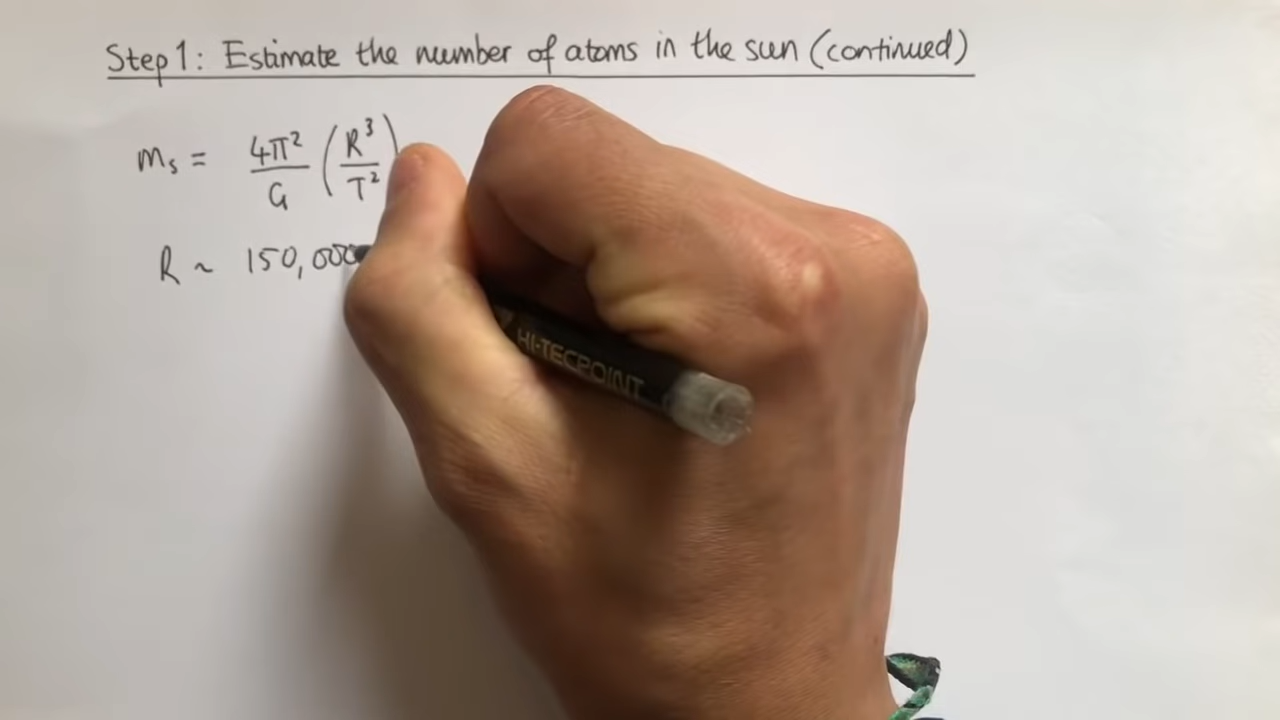 Step 1: Estimate the number of atoms in the sun (continued)
mₛ = 4π²/G (R³/T²)
R ~ 150,000
HI-TECPOINT